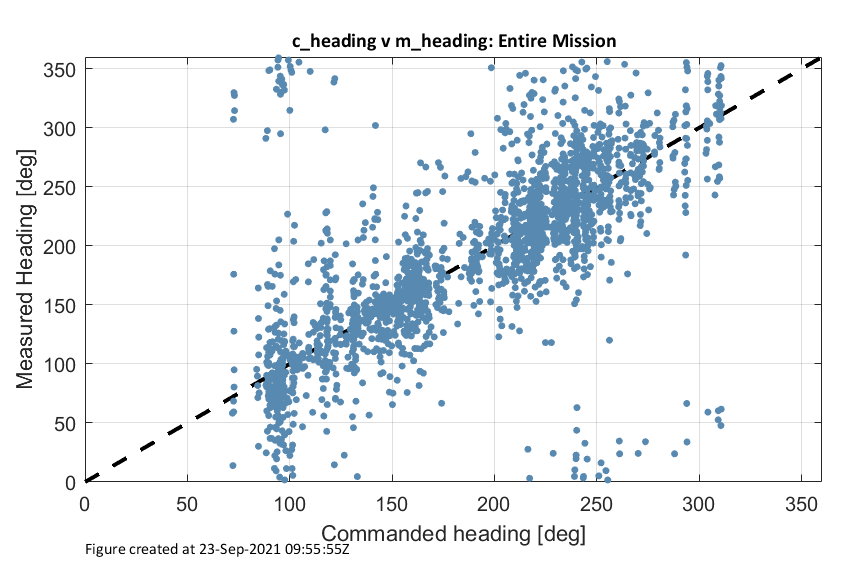 c_heading v m_heading: Entire Mission
350
300
250
200
150
100
50
0
Measured Heading [deg]
0 50 100 150 200 250 300 350
Commanded heading [deg]
Figure created at 23-Sep-2021 09:55:55Z